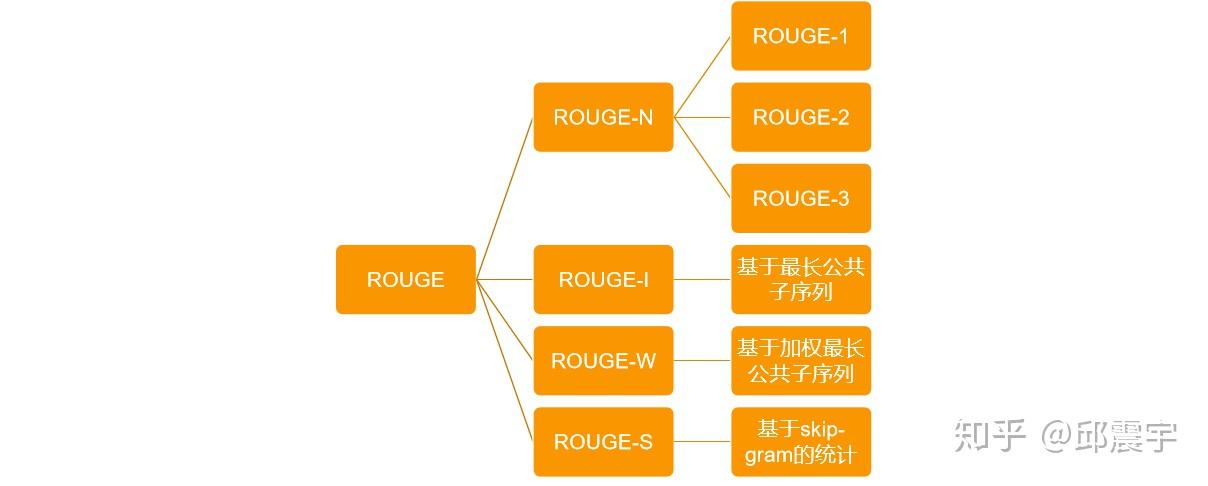 ROUGE-1
ROUGE-N
ROUGE-2
ROUGE-3
ROUGE
ROUGE-I
基于最长公共
子序列
ROUGE-W
基于加权最长
公共子序列
ROUGE-S
基于skip-
gram的统计
知乎 @邱震宇